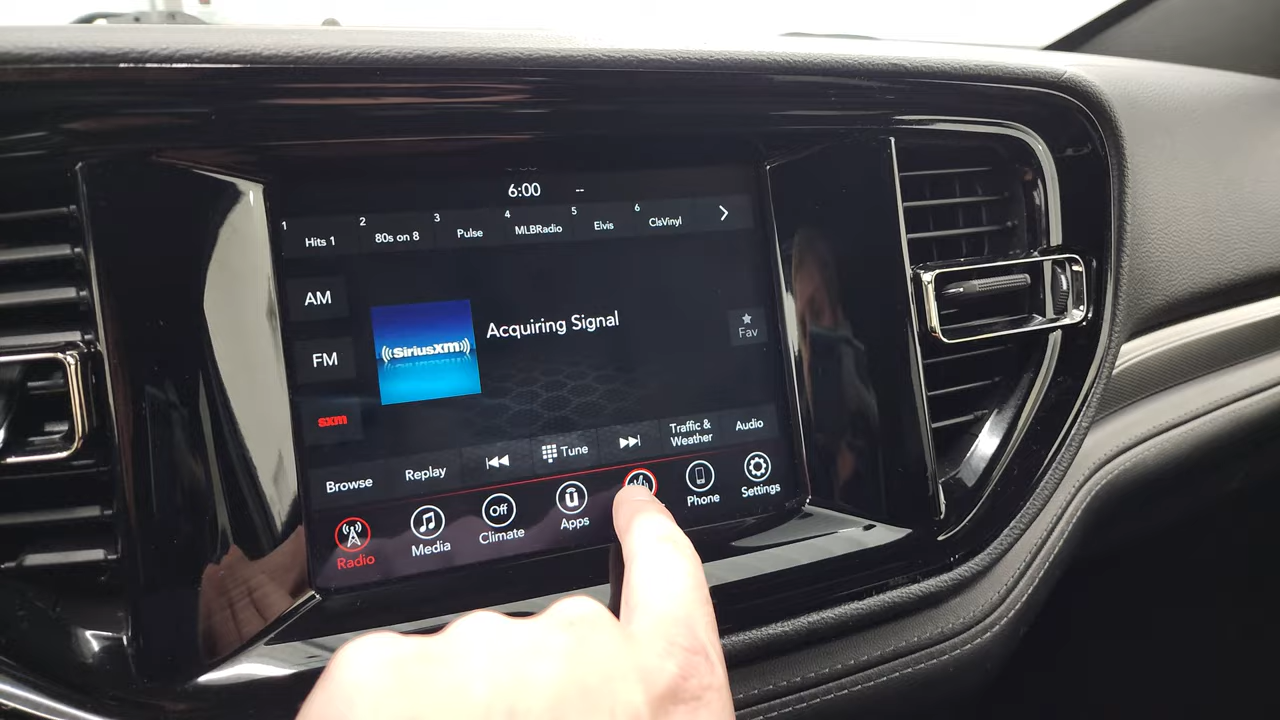 6:00 --
1 Hits 1
2 80s on 8
3 Pulse
4 MLBRadio
5 Elvis
6 ClsVinyl
AM
FM
sxm
((SiriusXM))
Acquiring Signal
Fav
Browse
Replay
Tune
Traffic &
Weather
Audio
Radio
Media
Off
Climate
Apps
Phone
Settings